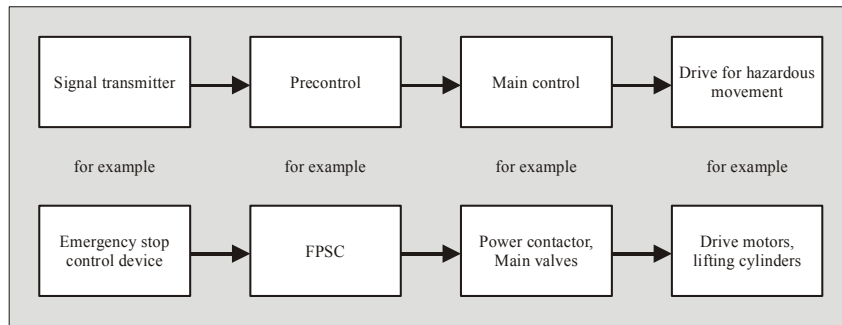 Signal transmitter
Precontrol
Main control
Drive for hazardous
movement
for example
for example
for example
for example
Emergency stop
control device
FPSC
Power contactor,
Main valves
Drive motors,
lifting cylinders